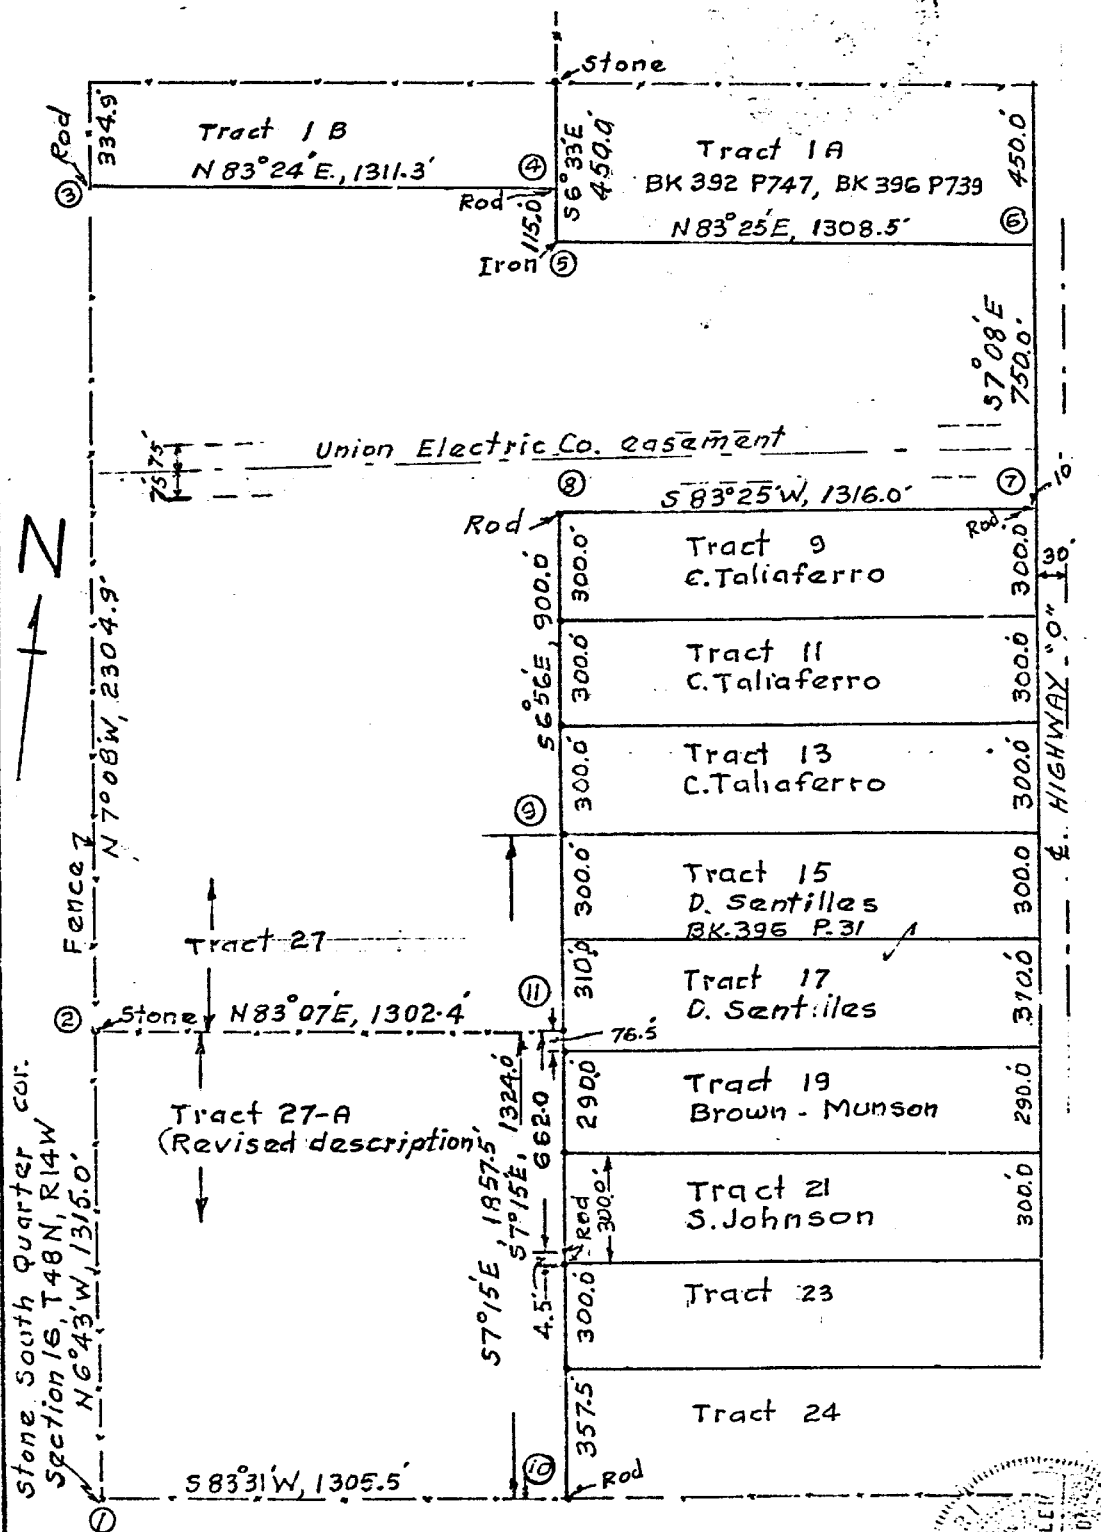 Stone
334.9'
Rod
Tract 1B
N 83°24'E., 1311.3'
③
④
Rod
115.0'
S6°33'E
450.0'
Tract 1A
BK 392 P747, BK 396 P739
N 83°25'E, 1308.5'
450.0'
⑥
Iron ⑤
S7°08'E
750.0'
Union Electric Co. easement
75'
75'
⑧
S 83°25'W, 1316.0'
⑦
10'
Rod
Rod
N
N 7°08'W, 2304.9'
Fence
S6°56'E, 900.0'
300.0'
Tract 9
C. Taliaferro
300.0'
30'
300.0'
Tract 11
C. Taliaferro
300.0'
℄ HIGHWAY "O"
300.0'
Tract 13
C. Taliaferro
300.0'
⑨
300.0'
Tract 15
D. Sentilles
BK. 396 P. 31
300.0'
Tract 27
310.0'
Tract 17
D. Sentilles
310.0'
⑪
② Stone N 83°07'E, 1302.4'
76.5'
Tract 27-A
(Revised description)
S7°15'E, 1857.5'
S7°15'E, 1324.0'
662.0
290.0
Tract 19
Brown - Munson
290.0
Rod
300.0'
Tract 21
S. Johnson
300.0'
4.5'
300.0'
Tract 23
357.5
Tract 24
Stone South Quarter cor.
Section 16, T48N, R14W
N 6°43'W, 1315.0'
S 83°31'W, 1305.5'
⑩
Rod
①